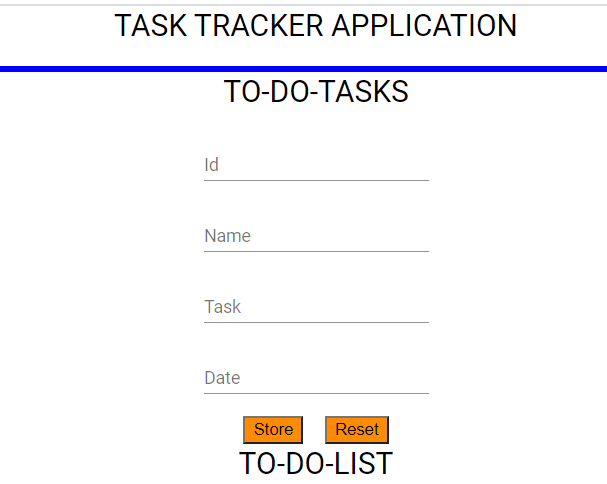 TASK TRACKER APPLICATION
TO-DO-TASKS
Id
Name
Task
Date
Store Reset
TO-DO-LIST